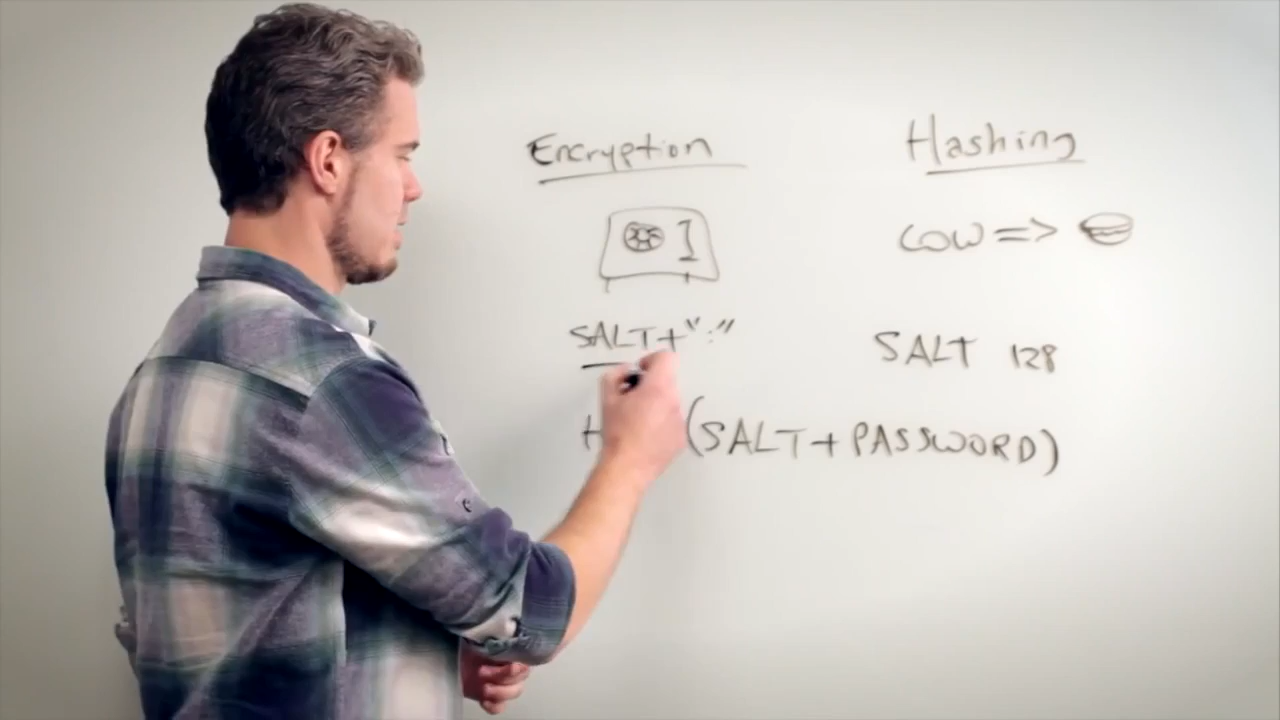 Encryption
Hashing
COW =>
SALT + ":"
SALT 128
(SALT + PASSWORD)